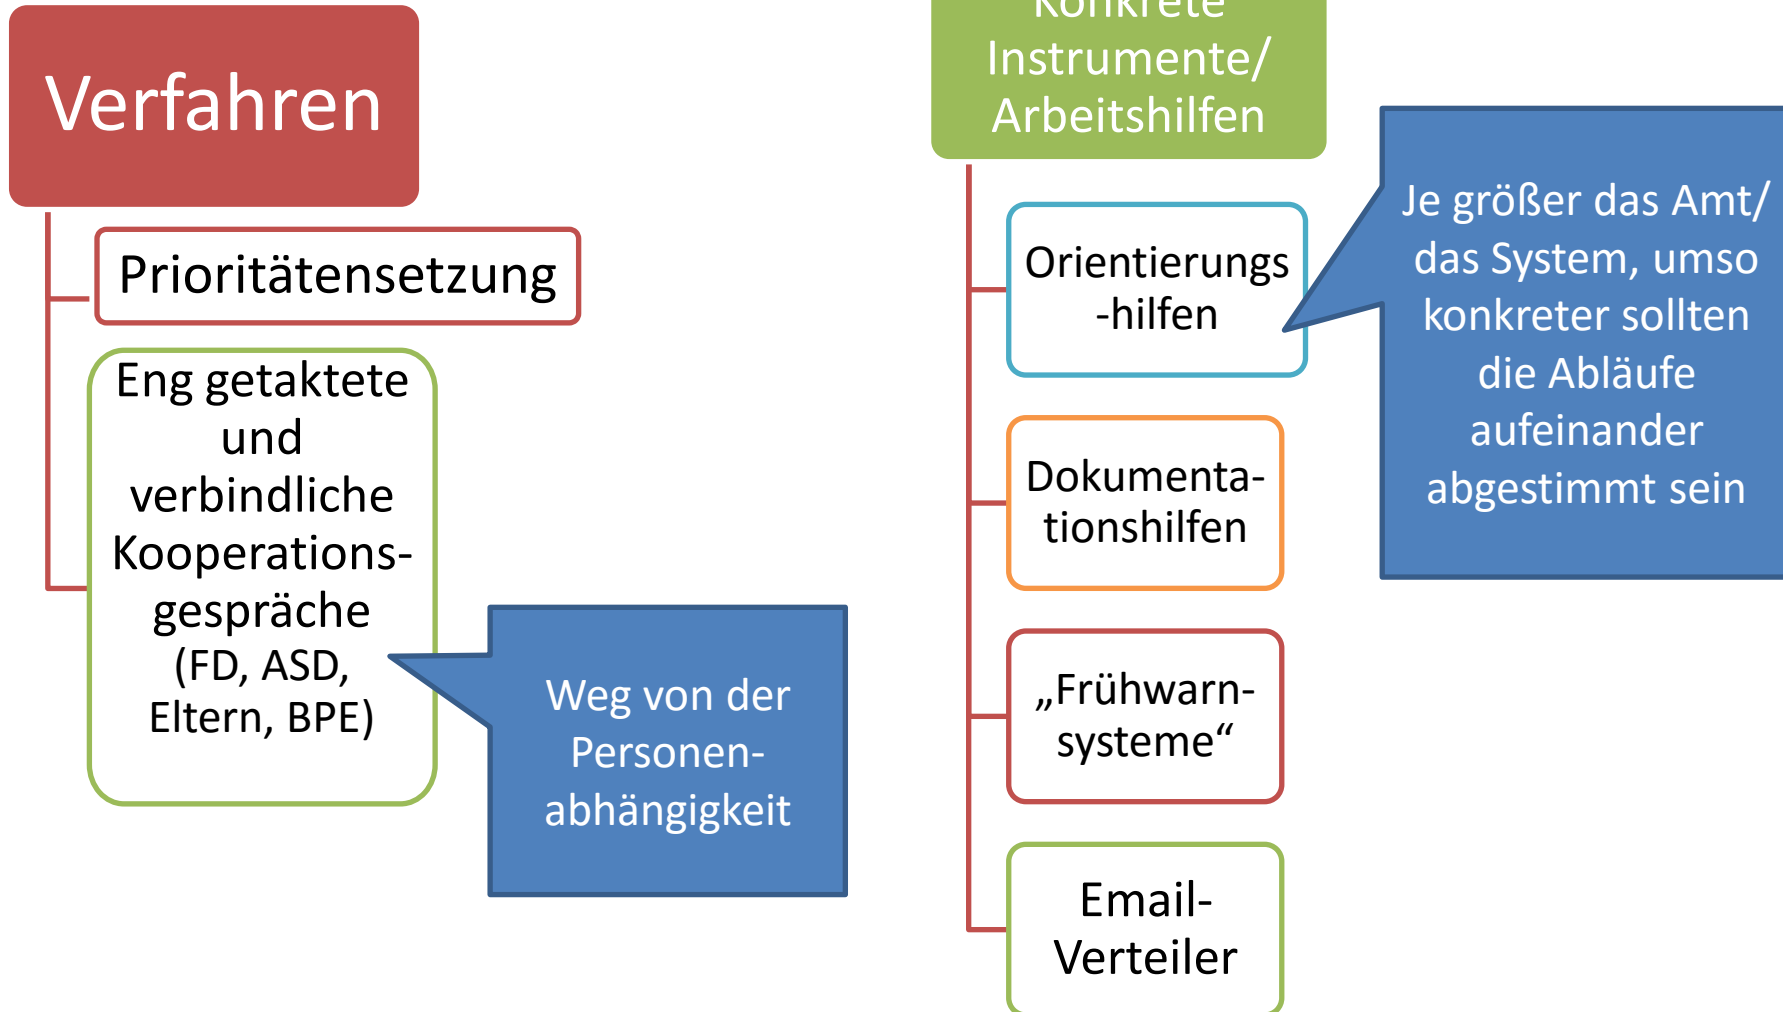 Verfahren
Prioritätensetzung
Eng getaktete
und
verbindliche
Kooperations-
gespräche
(FD, ASD,
Eltern, BPE)
Weg von der
Personen-
abhängigkeit
Konkrete
Instrumente/
Arbeitshilfen
Orientierungs
-hilfen
Dokumenta-
tionshilfen
„Frühwarn-
systeme“
Email-
Verteiler
Je größer das Amt/
das System, umso
konkreter sollten
die Abläufe
aufeinander
abgestimmt sein